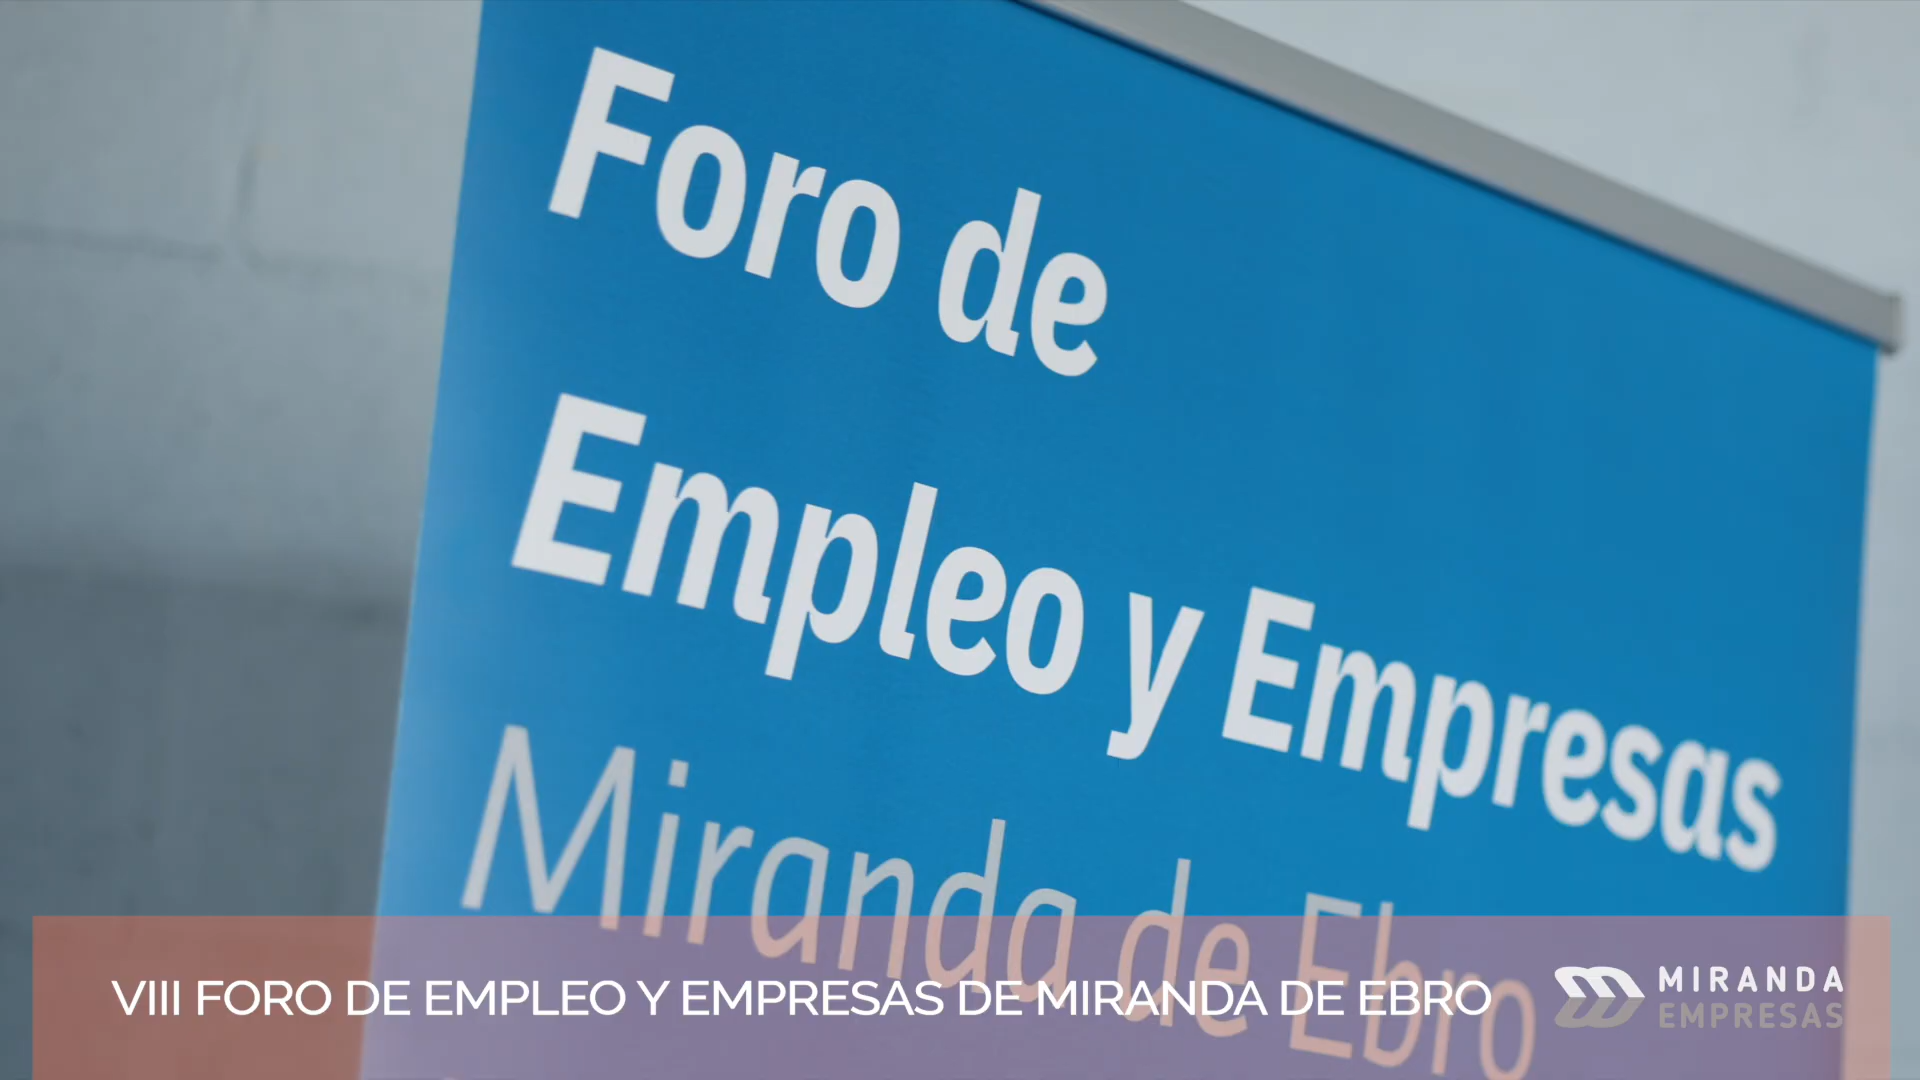 Foro de
Empleo y Empresas
Miranda de Ebro
VIII FORO DE EMPLEO Y EMPRESAS DE MIRANDA DE EBRO
MIRANDA
EMPRESAS